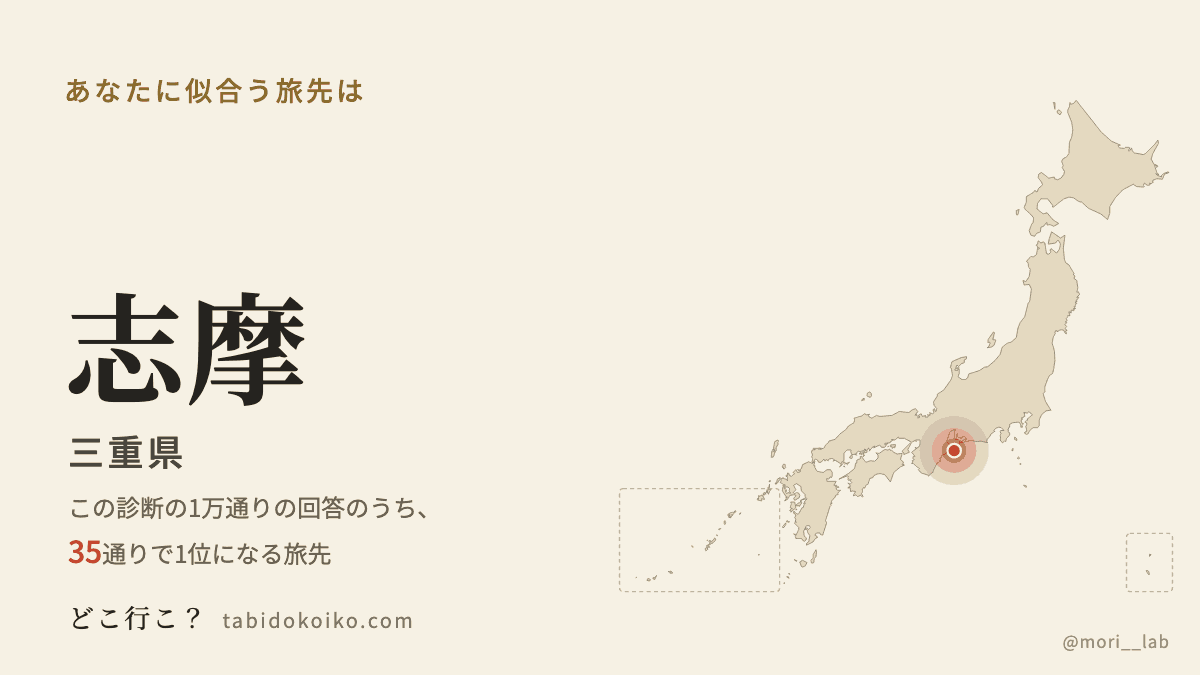 あなたに似合う旅先は
志摩
三重県
この診断の1万通りの回答のうち、
35通りで1位になる旅先
どこ行こ？ tabidokoiko.com
@mori__lab